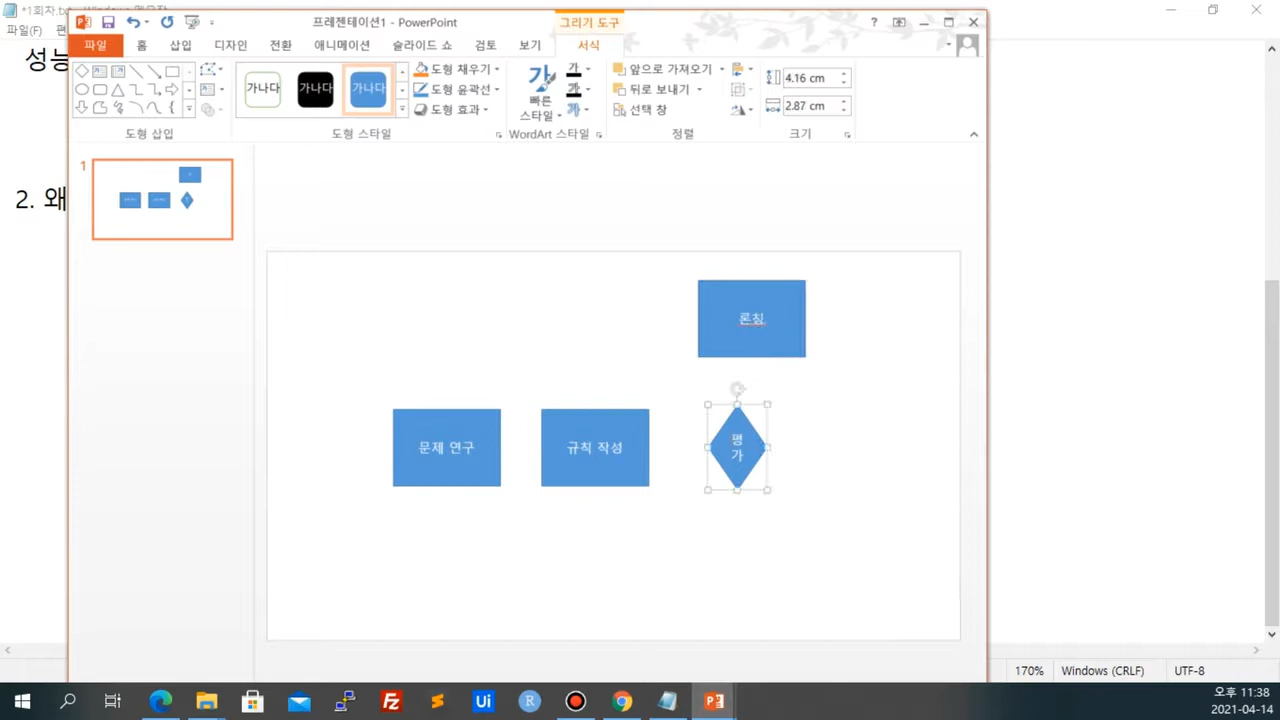 프레젠테이션1 - PowerPoint
그리기 도구
파일
홈
삽입
디자인
전환
애니메이션
슬라이드 쇼
검토
보기
서식
파일(F)
성능
2. 왜
가나다
가나다
가나다
도형 채우기
도형 윤곽선
도형 효과
빠른
스타일
앞으로 가져오기
뒤로 보내기
선택 창
4.16 cm
2.87 cm
도형 삽입
도형 스타일
WordArt 스타일
정렬
크기
1
론칭
문제 연구
규칙 작성
평
가
170%
Windows (CRLF)
UTF-8
오후 11:38
2021-04-14